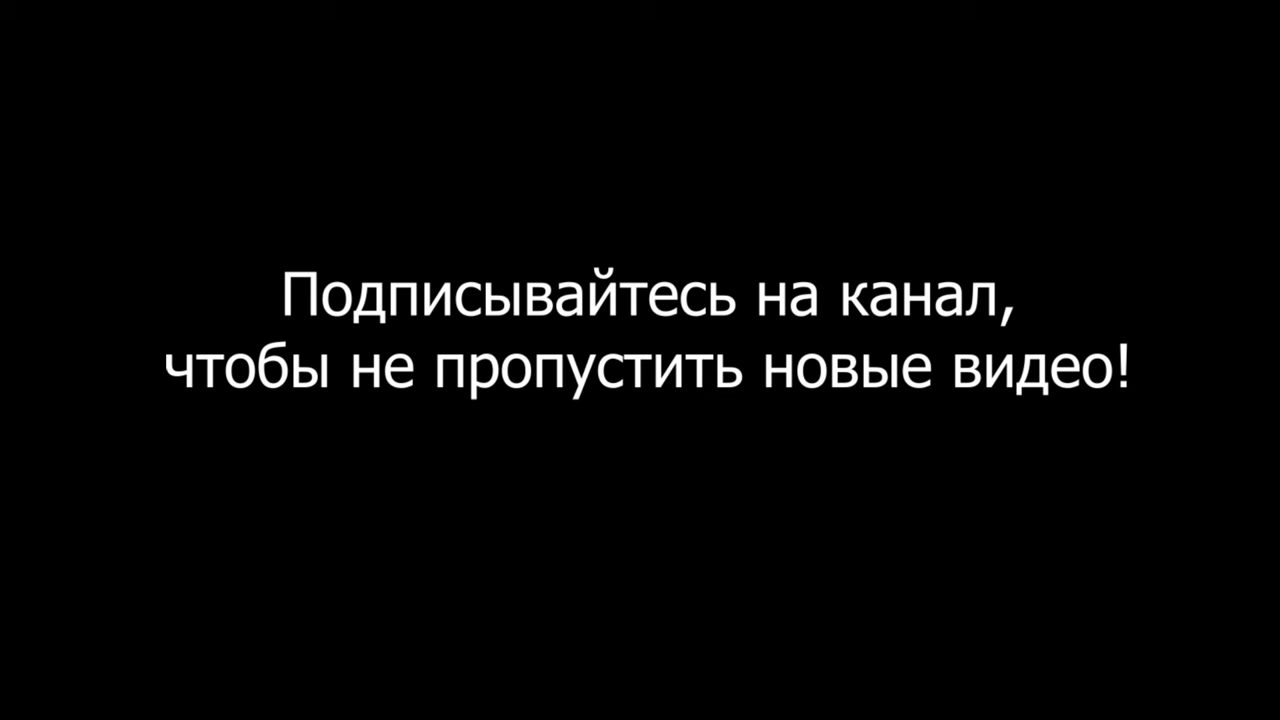 Подписывайтесь на канал,
чтобы не пропустить новые видео!